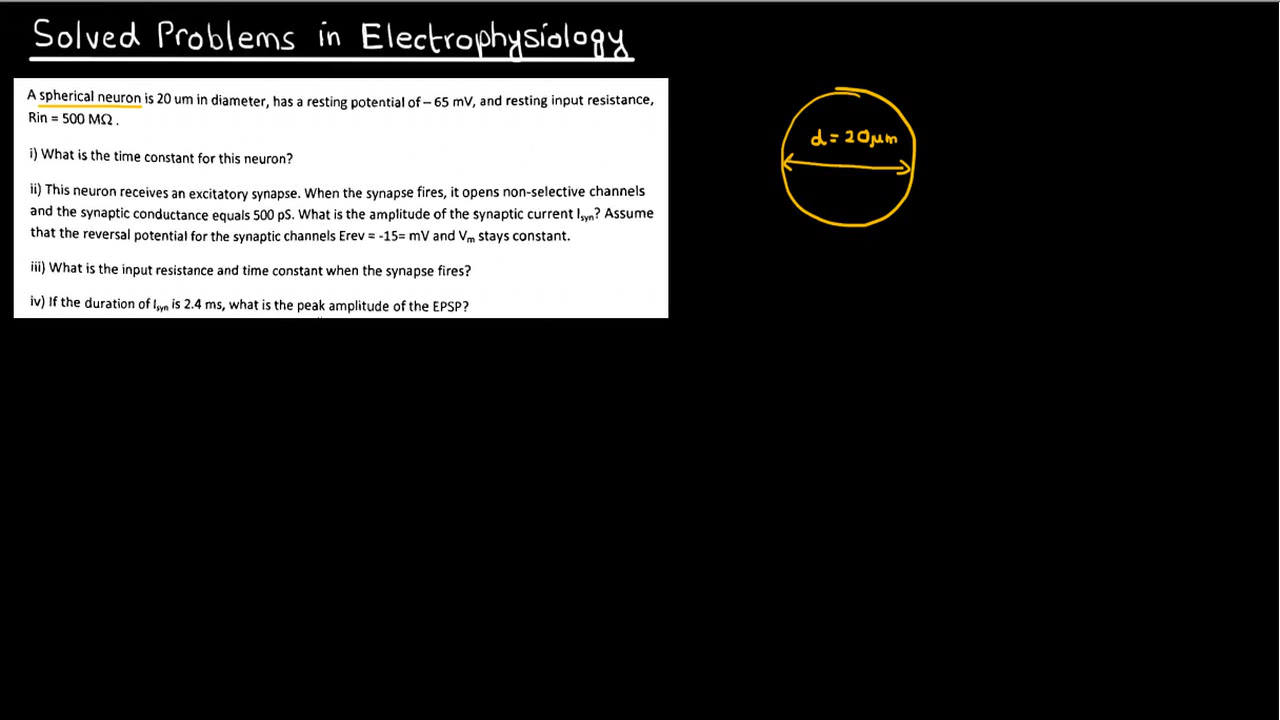 Solved Problems in Electrophysiology
A spherical neuron is 20 um in diameter, has a resting potential of – 65 mV, and resting input resistance,
Rin = 500 MΩ .
i) What is the time constant for this neuron?
ii) This neuron receives an excitatory synapse. When the synapse fires, it opens non-selective channels
and the synaptic conductance equals 500 pS. What is the amplitude of the synaptic current Isyn? Assume
that the reversal potential for the synaptic channels Erev = -15= mV and Vm stays constant.
iii) What is the input resistance and time constant when the synapse fires?
iv) If the duration of Isyn is 2.4 ms, what is the peak amplitude of the EPSP?
d = 20μm